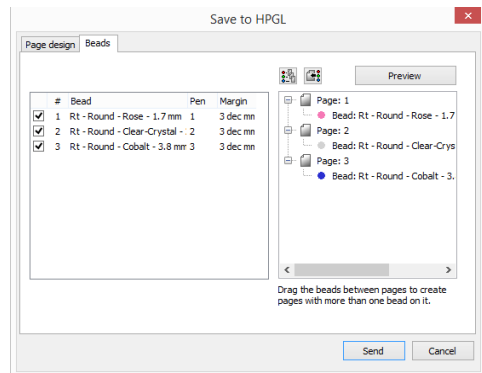 Save to HPGL
Page design Beads
Preview
# Bead Pen Margin
1 Rt - Round - Rose - 1.7 mm 1 3 dec mn
2 Rt - Round - Clear-Crystal - 2 3 dec mn
3 Rt - Round - Cobalt - 3.8 mm 3 3 dec mn
Page: 1
Bead: Rt - Round - Rose - 1.7
Page: 2
Bead: Rt - Round - Clear-Crys
Page: 3
Bead: Rt - Round - Cobalt - 3.
Drag the beads between pages to create
pages with more than one bead on it.
Send Cancel